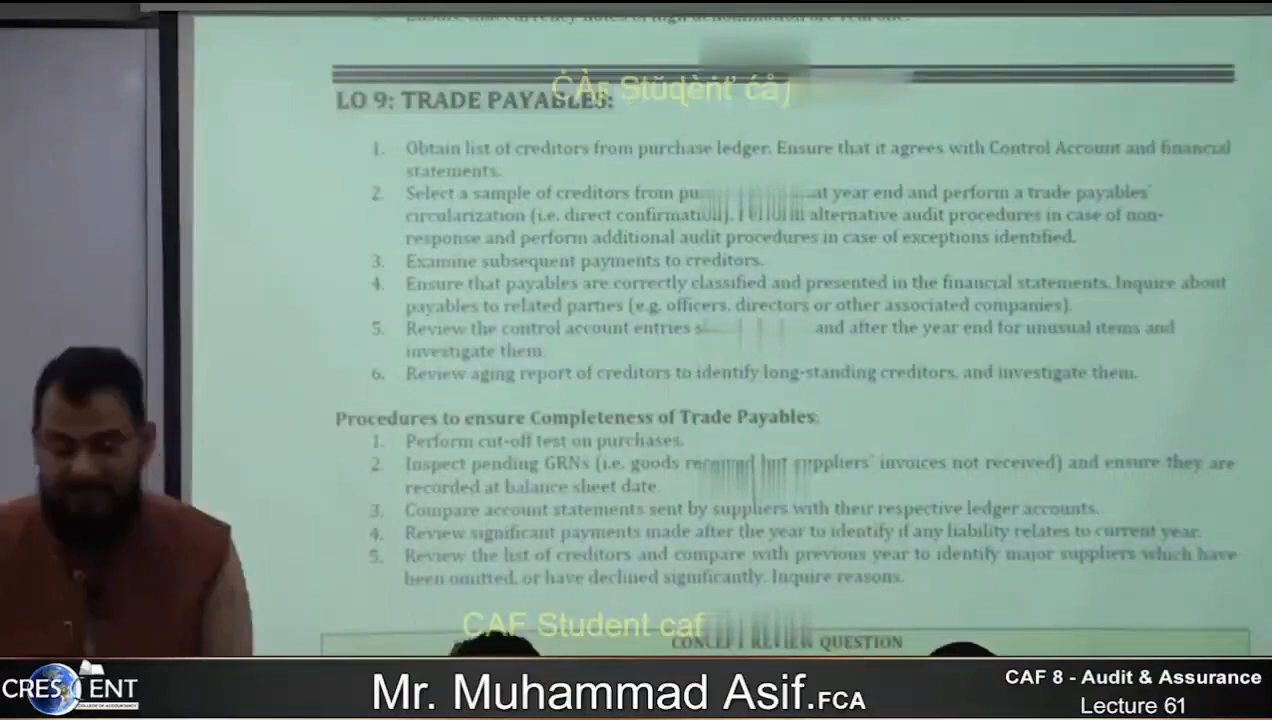 LO 9: TRADE PAYABLES:
1. Obtain list of creditors from purchase ledger. Ensure that it agrees with Control Account and financial
statements.
2. Select a sample of creditors from at year end and perform a trade payables'
circularization (i.e. direct confirmation). alternative audit procedures in case of non-
response and perform additional audit procedures in case of exceptions identified.
3. Examine subsequent payments to creditors.
4. Ensure that payables are correctly classified and presented in the financial statements. Inquire about
payables to related parties (e.g. officers, directors or other associated companies).
5. Review the control account entries and after the year end for unusual items and
investigate them.
6. Review aging report of creditors to identify long-standing creditors, and investigate them.
Procedures to ensure Completeness of Trade Payables:
1. Perform cut-off test on purchases.
2. Inspect pending GRNs (i.e. goods received but suppliers' invoices not received) and ensure they are
recorded at balance sheet date.
3. Compare account statements sent by suppliers with their respective ledger accounts.
4. Review significant payments made after the year to identify if any liability relates to current year.
5. Review the list of creditors and compare with previous year to identify major suppliers which have
been omitted, or have declined significantly. Inquire reasons.
CAF Student caf
CONCEPT REVIEW QUESTION
CRESCENT
Mr. Muhammad Asif.FCA
CAF 8 - Audit & Assurance
Lecture 61